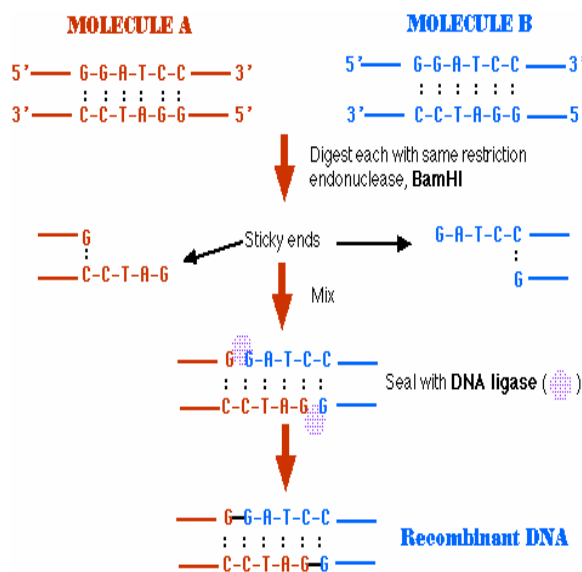 MOLECULE A
MOLECULE B
5’ G-G-A-T-C-C 3’
3’ C-C-T-A-G-G 5’
5’ G-G-A-T-C-C 3’
3’ C-C-T-A-G-G 5
Digest each with same restriction
endonuclease, BamHI
G
C-C-T-A-G
Sticky ends
G-A-T-C-C
G
Mix
G G-A-T-C-C
C-C-T-A-G G
Seal with DNA ligase ( )
G-G-A-T-C-C
C-C-T-A-G-G
Recombinant DNA